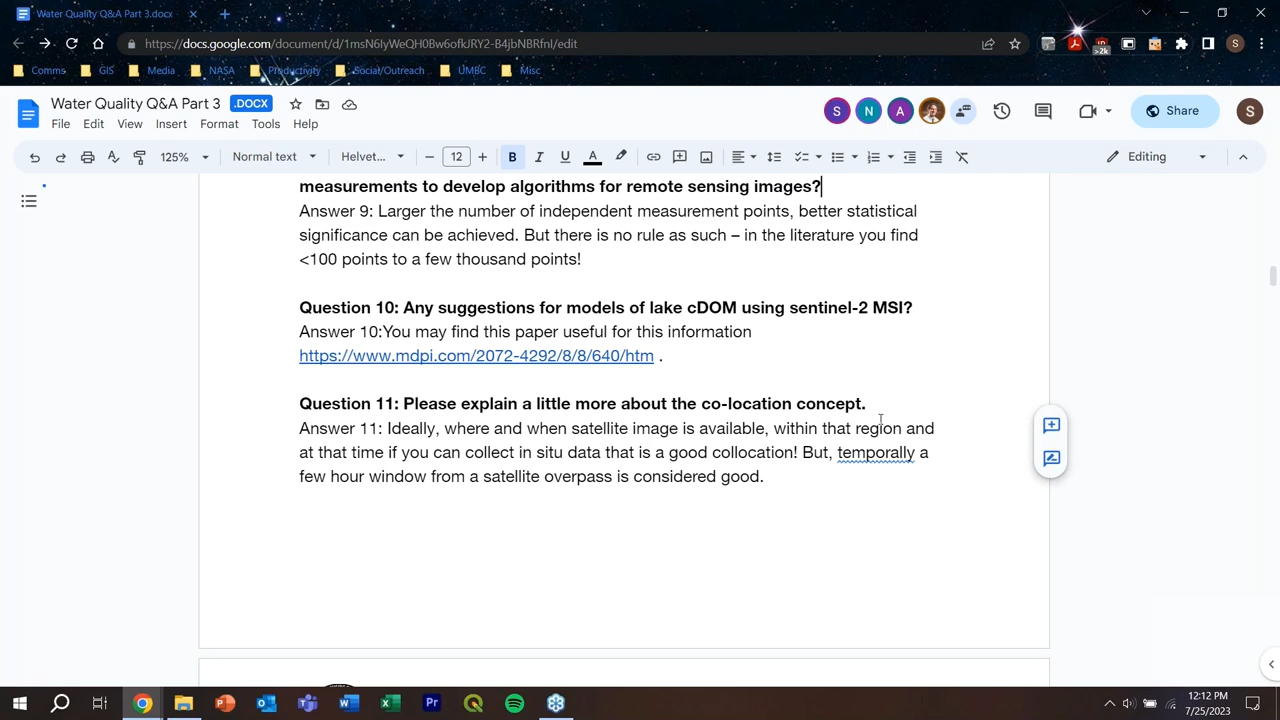 Water Quality Q&A Part 3.docx
https://docs.google.com/document/d/1msN6lyWeQH0Bw6ofkJRY2-B4jbNBRfnI/edit
>2k
S
Comms
GIS
Media
NASA
Productivity
Social/Outreach
UMBC
Misc
Water Quality Q&A Part 3
.DOCX
S
N
A
Share
S
File Edit View Insert Format Tools Help
125%
Normal text
Helvet...
12
B
I
U
A
Editing
measurements to develop algorithms for remote sensing images?
Answer 9: Larger the number of independent measurement points, better statistical
significance can be achieved. But there is no rule as such – in the literature you find
<100 points to a few thousand points!
Question 10: Any suggestions for models of lake cDOM using sentinel-2 MSI?
Answer 10:You may find this paper useful for this information
https://www.mdpi.com/2072-4292/8/8/640/htm .
Question 11: Please explain a little more about the co-location concept.
Answer 11: Ideally, where and when satellite image is available, within that region and
at that time if you can collect in situ data that is a good collocation! But, temporally a
few hour window from a satellite overpass is considered good.
12:12 PM
7/25/2023